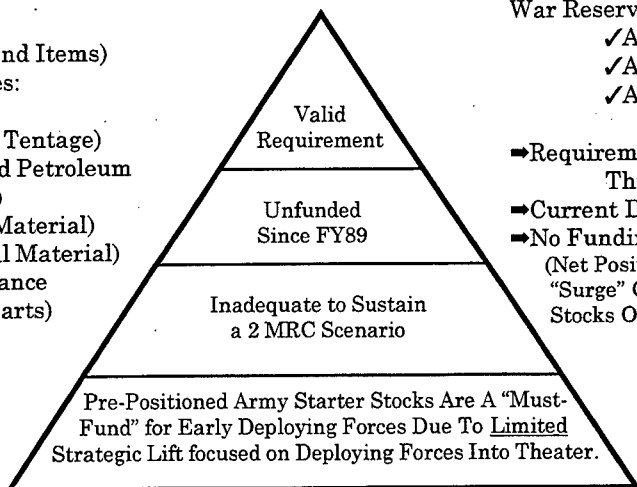 nd Items)
es:
Tentage)
d Petroleum
)
Material)
l Material)
ance
arts)
Valid
Requirement
Unfunded
Since FY89
Inadequate to Sustain
a 2 MRC Scenario
Pre-Positioned Army Starter Stocks Are A “Must-
Fund” for Early Deploying Forces Due To Limited
Strategic Lift focused on Deploying Forces Into Theater.
War Reserv
✓A
✓A
✓A
➡Requirem
Th
➡Current D
➡No Fundin
(Net Posit
“Surge” C
Stocks O